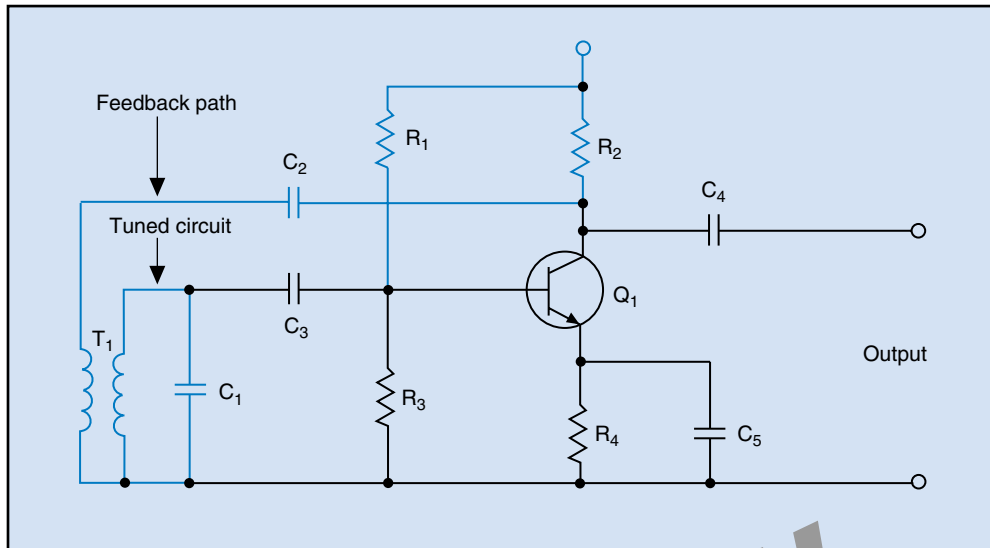 Feedback path
R1
R2
C2
C4
Tuned circuit
C3
Q1
T1
C1
R3
Output
R4
C5